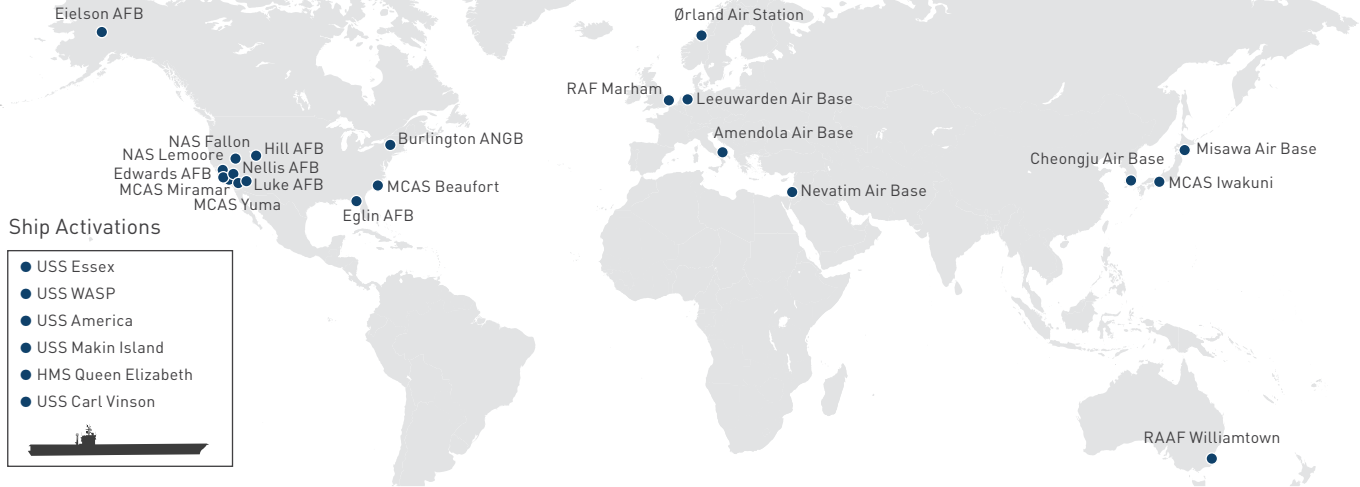 Eielson AFB
Ørland Air Station
RAF Marham
Leeuwarden Air Base
Amendola Air Base
Burlington ANGB
NAS Fallon
Hill AFB
NAS Lemoore
Nellis AFB
Edwards AFB
Luke AFB
MCAS Miramar
MCAS Yuma
MCAS Beaufort
Eglin AFB
Nevatim Air Base
Cheongju Air Base
Misawa Air Base
MCAS Iwakuni
RAAF Williamtown
Ship Activations
USS Essex
USS WASP
USS America
USS Makin Island
HMS Queen Elizabeth
USS Carl Vinson